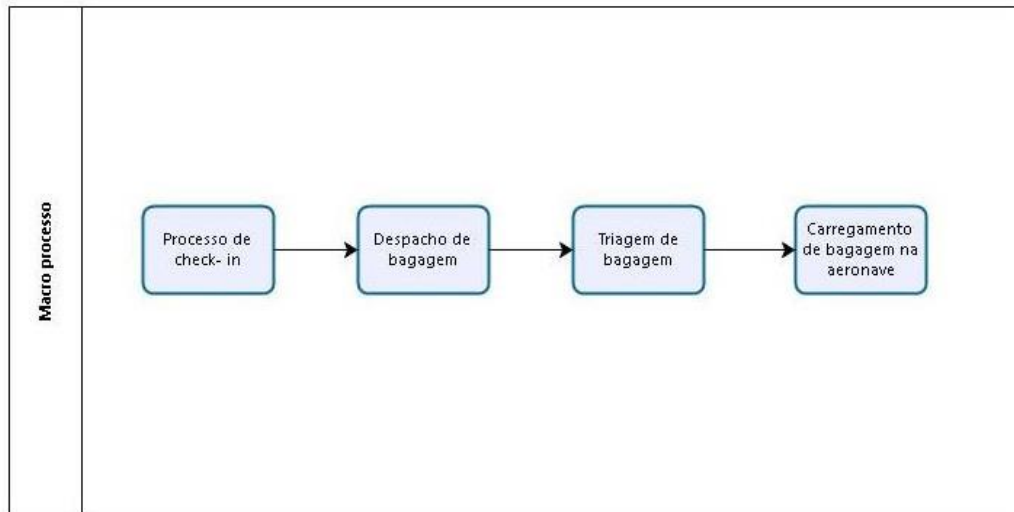 Macro processo
Processo de
check- in
Despacho de
bagagem
Triagem de
bagagem
Carregamento
de bagagem na
aeronave